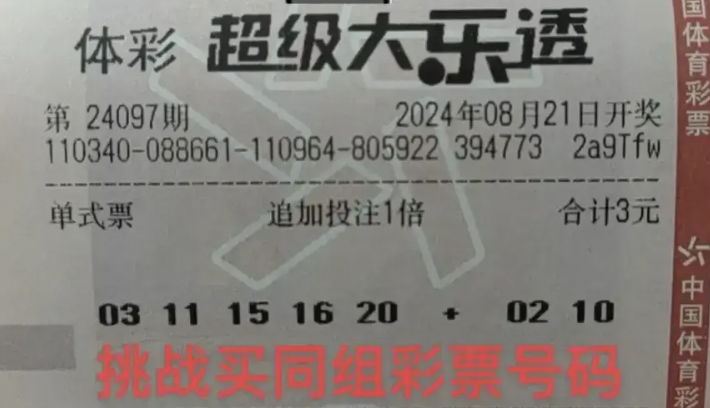 体彩 超级大乐透
第 24097期 2024年08月21日开奖
110340-088661-110964-805922 394773 2a9Tfw
单式票 追加投注1倍 合计3元
03 11 15 16 20 + 02 10
挑战买同组彩票号码
国体育彩票
中国体育彩